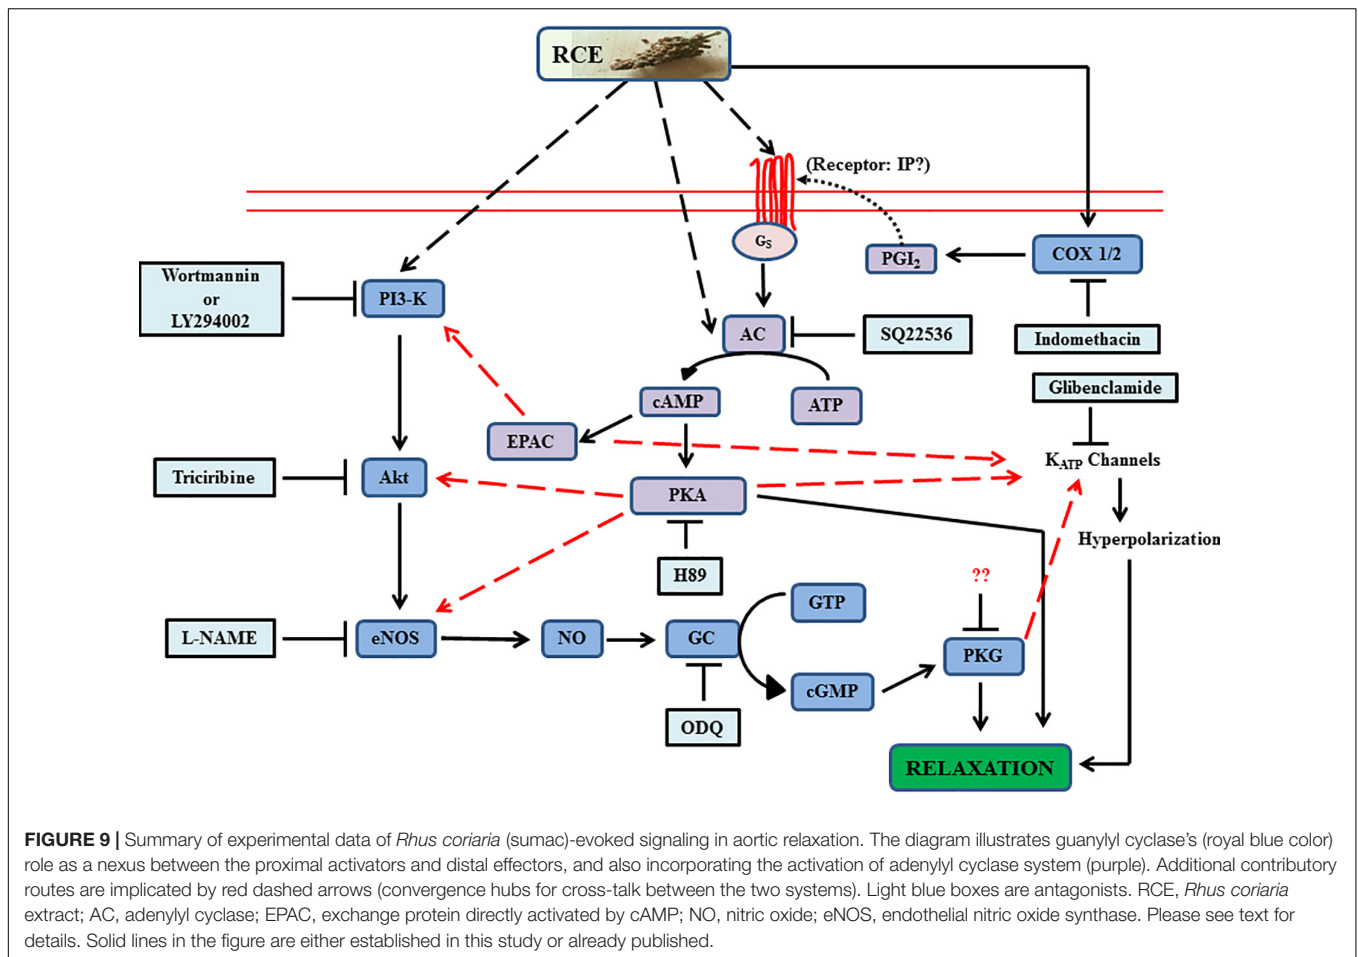 RCE
(Receptor: IP?)
Gs
PGI2
COX 1/2
Wortmannin
or
LY294002
PI3-K
AC
SQ22536
Indomethacin
Glibenclamide
cAMP
ATP
EPAC
KATP Channels
Triciribine
Akt
PKA
Hyperpolarization
H89
??
GTP
L-NAME
eNOS
NO
GC
PKG
cGMP
ODQ
RELAXATION
FIGURE 9 | Summary of experimental data of Rhus coriaria (sumac)-evoked signaling in aortic relaxation. The diagram illustrates guanylyl cyclase's (royal blue color)
role as a nexus between the proximal activators and distal effectors, and also incorporating the activation of adenylyl cyclase system (purple). Additional contributory
routes are implicated by red dashed arrows (convergence hubs for cross-talk between the two systems). Light blue boxes are antagonists. RCE, Rhus coriaria
extract; AC, adenylyl cyclase; EPAC, exchange protein directly activated by cAMP; NO, nitric oxide; eNOS, endothelial nitric oxide synthase. Please see text for
details. Solid lines in the figure are either established in this study or already published.